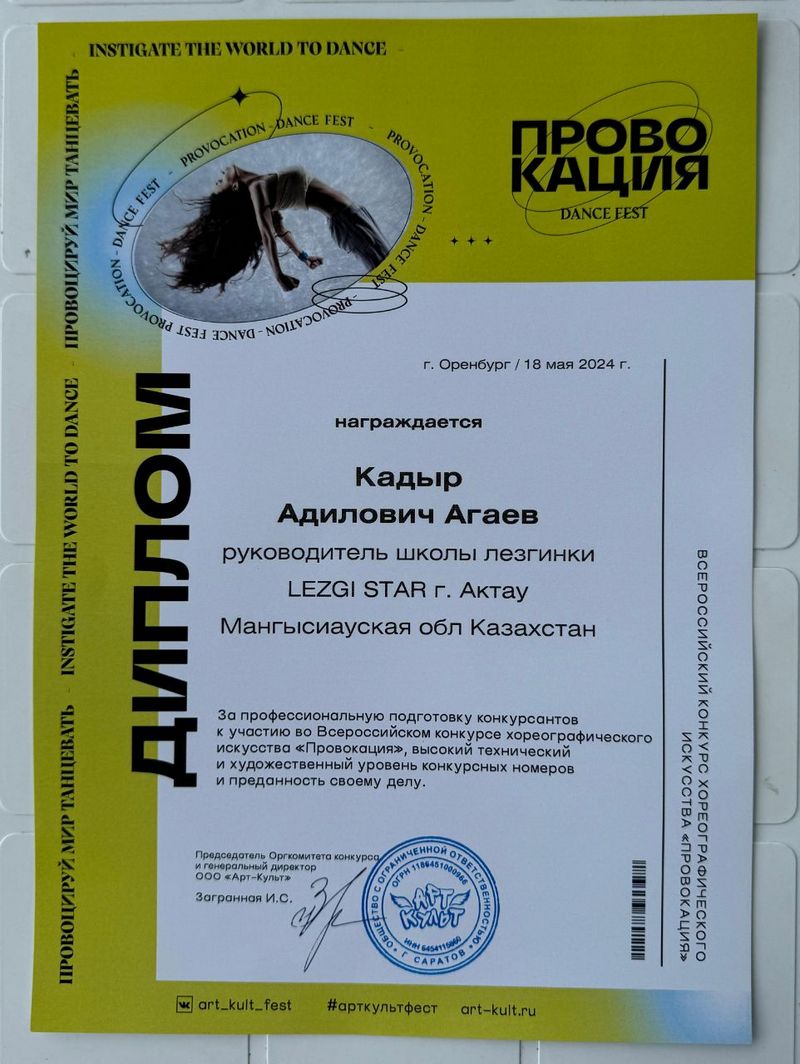 INSTIGATE THE WORLD TO DANCE
ПРОВОЦИРУЙ МИР ТАНЦЕВАТЬ - INSTIGATE THE WORLD TO DANCE - ПРОВОЦИРУЙ МИР ТАНЦЕВАТЬ
DANCE FEST - PROVOCATION - DANCE FEST - PROVOCATION - DANCE FEST - PROVOCATION - DANCE FEST PROVOCATION -
ПРОВО
КАЦИЯ
DANCE FEST
г. Оренбург / 18 мая 2024 г.
ДИПЛОМ
награждается
Кадыр
Адилович Агаев
руководитель школы лезгинки
LEZGI STAR г. Актау
Мангысиауская обл Казахстан
За профессиональную подготовку конкурсантов
к участию во Всероссийском конкурсе хореографического
искусства «Провокация», высокий технический
и художественный уровень конкурсных номеров
и преданность своему делу.
ВСЕРОССИЙСКИЙ КОНКУРС ХОРЕОГРАФИЧЕСКОГО
ИСКУССТВА «ПРОВОКАЦИЯ»
Председатель Оргкомитета конкурса
и генеральный директор
ООО «Арт-Культ»
Загранная И.С.
ОБЩЕСТВО С ОГРАНИЧЕННОЙ ОТВЕТСТВЕННОСТЬЮ
АРТ
КУЛЬТ
Г САРАТОВ
art_kult_fest #арткультфест art-kult.ru